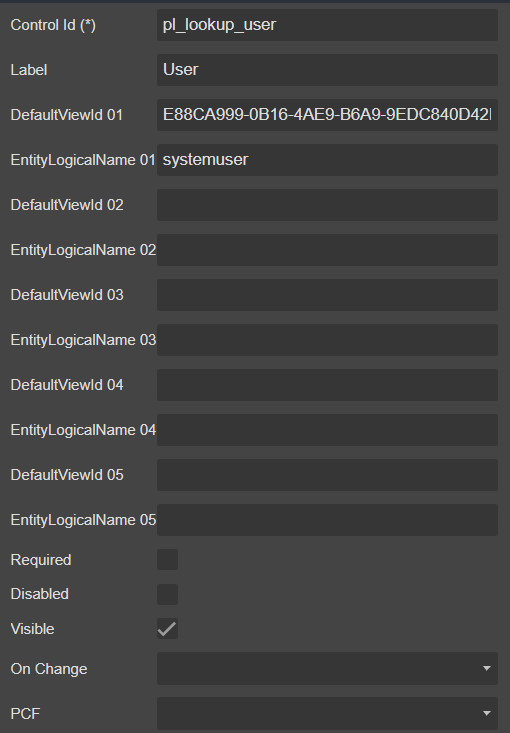 Control Id (*) pl_lookup_user
Label User
DefaultViewId 01 E88CA999-0B16-4AE9-B6A9-9EDC840D42
EntityLogicalName 01 systemuser
DefaultViewId 02
EntityLogicalName 02
DefaultViewId 03
EntityLogicalName 03
DefaultViewId 04
EntityLogicalName 04
DefaultViewId 05
EntityLogicalName 05
Required
Disabled
Visible
On Change
PCF